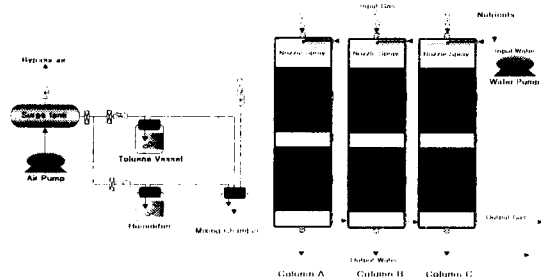 Input Gas
Nutrients
Bypass air
Nozzle Spray
Nozzle Spray
Nozzle Spray
Input Water
Water Pump
Surge tank
Toluene Vessel
Air Pump
Humidifier
Mixing Chamber
Output Gas
Output Water
Column A
Column B
Column C